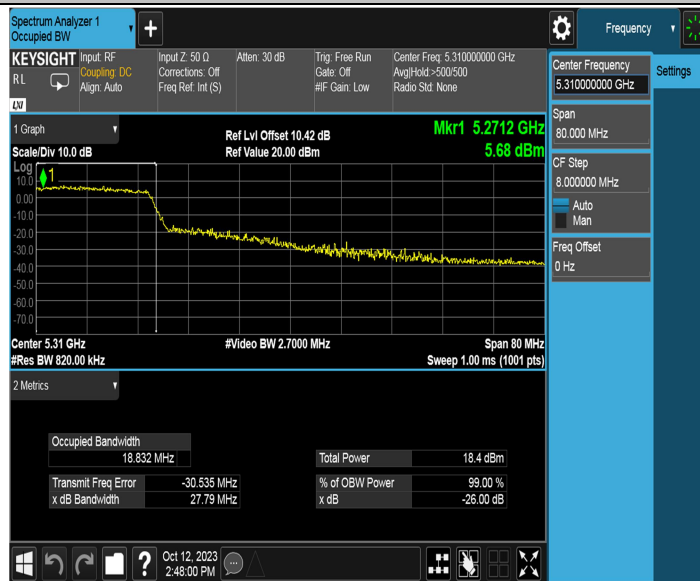 Spectrum Analyzer 1
Occupied BW
+
Frequency
KEYSIGHT
RL
LXI
Input: RF
Coupling: DC
Align: Auto
Input Z: 50 Ω
Corrections: Off
Freq Ref: Int (S)
Atten: 30 dB
Trig: Free Run
Gate: Off
#IF Gain: Low
Center Freq: 5.310000000 GHz
Avg|Hold:>500/500
Radio Std: None
Center Frequency
5.310000000 GHz
Settings
Span
80.000 MHz
CF Step
8.000000 MHz
Auto
Man
Freq Offset
0 Hz
1 Graph
Scale/Div 10.0 dB
Ref Lvl Offset 10.42 dB
Ref Value 20.00 dBm
Mkr1 5.2712 GHz
5.68 dBm
Log
1
10.0
0.00
-10.0
-20.0
-30.0
-40.0
-50.0
-60.0
-70.0
Center 5.31 GHz
#Res BW 820.00 kHz
#Video BW 2.7000 MHz
Span 80 MHz
Sweep 1.00 ms (1001 pts)
2 Metrics
Occupied Bandwidth
18.832 MHz
Transmit Freq Error -30.535 MHz
x dB Bandwidth 27.79 MHz
Total Power 18.4 dBm
% of OBW Power 99.00 %
x dB -26.00 dB
?
Oct 12, 2023
2:48:00 PM